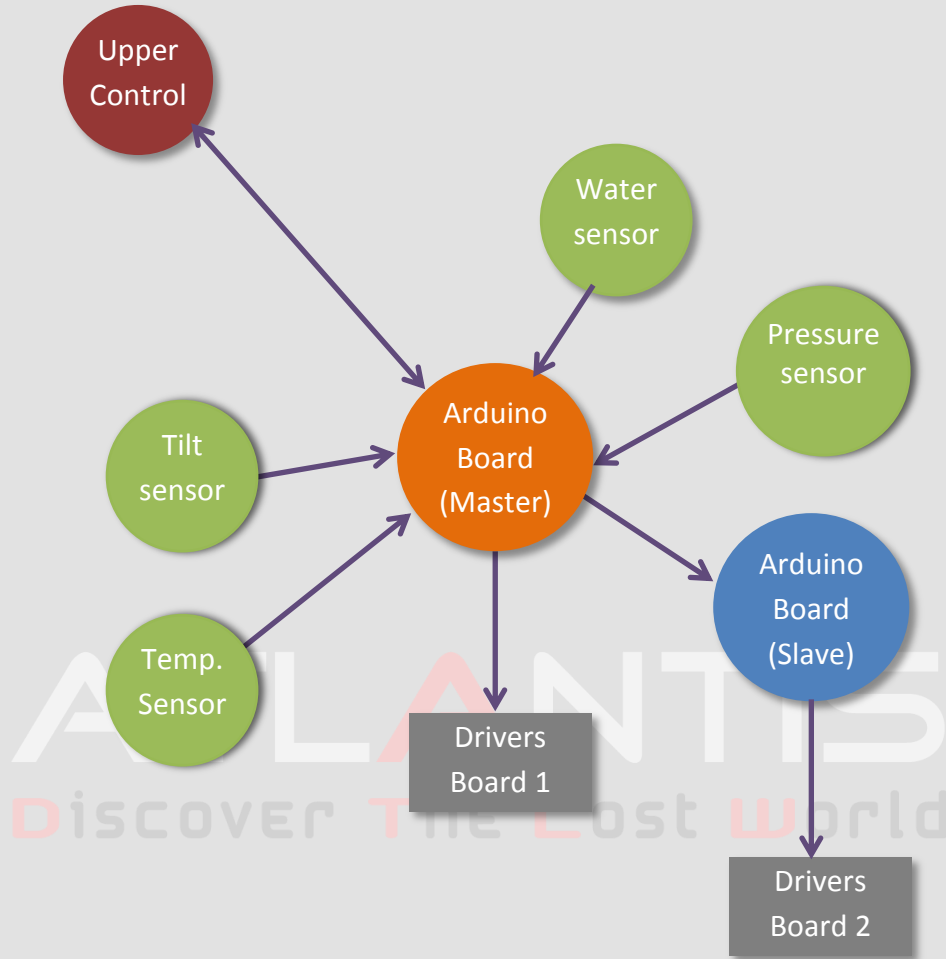 Upper
Control
Water
sensor
Pressure
sensor
Arduino
Board
(Master)
Tilt
sensor
Arduino
Board
(Slave)
Temp.
Sensor
ATLANTIS
Drivers
Board 1
Discover The Lost World
Drivers
Board 2